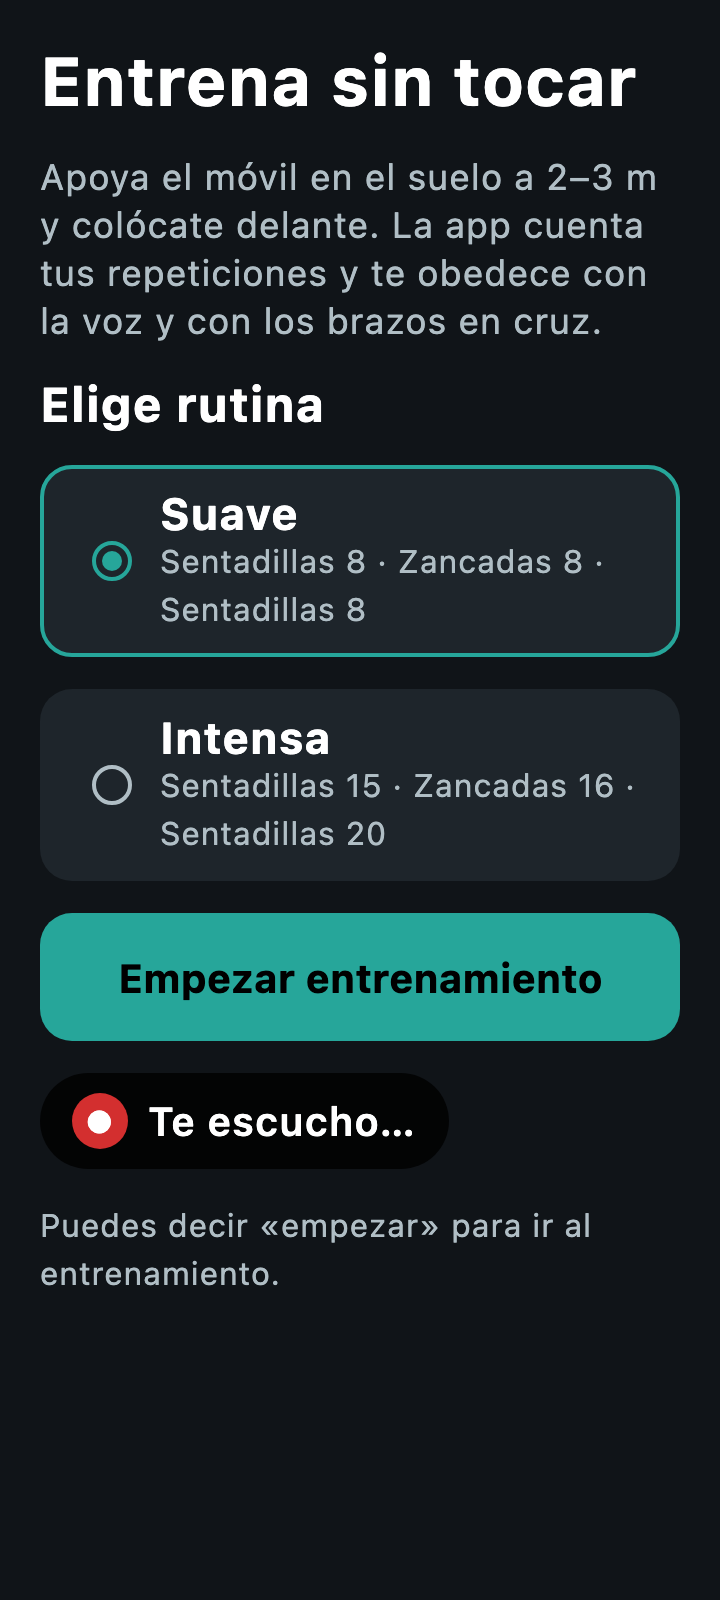 Entrena sin tocar
Apoya el móvil en el suelo a 2–3 m
y colócate delante. La app cuenta
tus repeticiones y te obedece con
la voz y con los brazos en cruz.
Elige rutina
Suave
Sentadillas 8 · Zancadas 8 ·
Sentadillas 8
Intensa
Sentadillas 15 · Zancadas 16 ·
Sentadillas 20
Empezar entrenamiento
Te escucho...
Puedes decir «empezar» para ir al
entrenamiento.